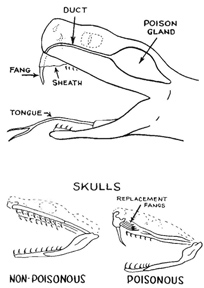 DUCT
POISON
GLAND
FANG
SHEATH
TONGUE
SKULLS
REPLACEMENT
FANGS
NON-POISONOUS
POISONOUS